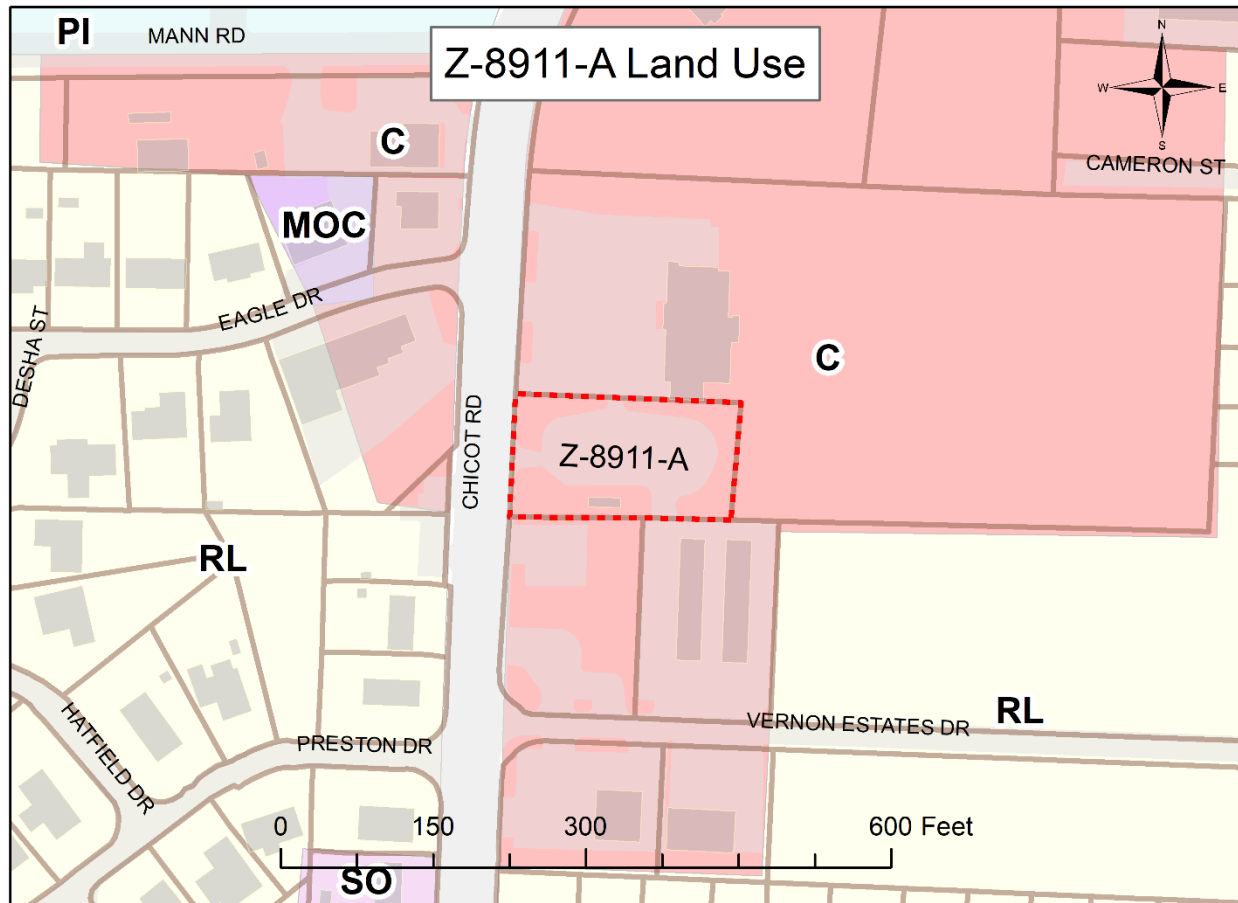 PI
MANN RD
Z-8911-A Land Use
N
W
E
S
C
CAMERON ST
MOC
EAGLE DR
DESHA ST
C
CHICOT RD
Z-8911-A
RL
RL
VERNON ESTATES DR
HATFIELD DR
PRESTON DR
0 150 300 600 Feet
SO